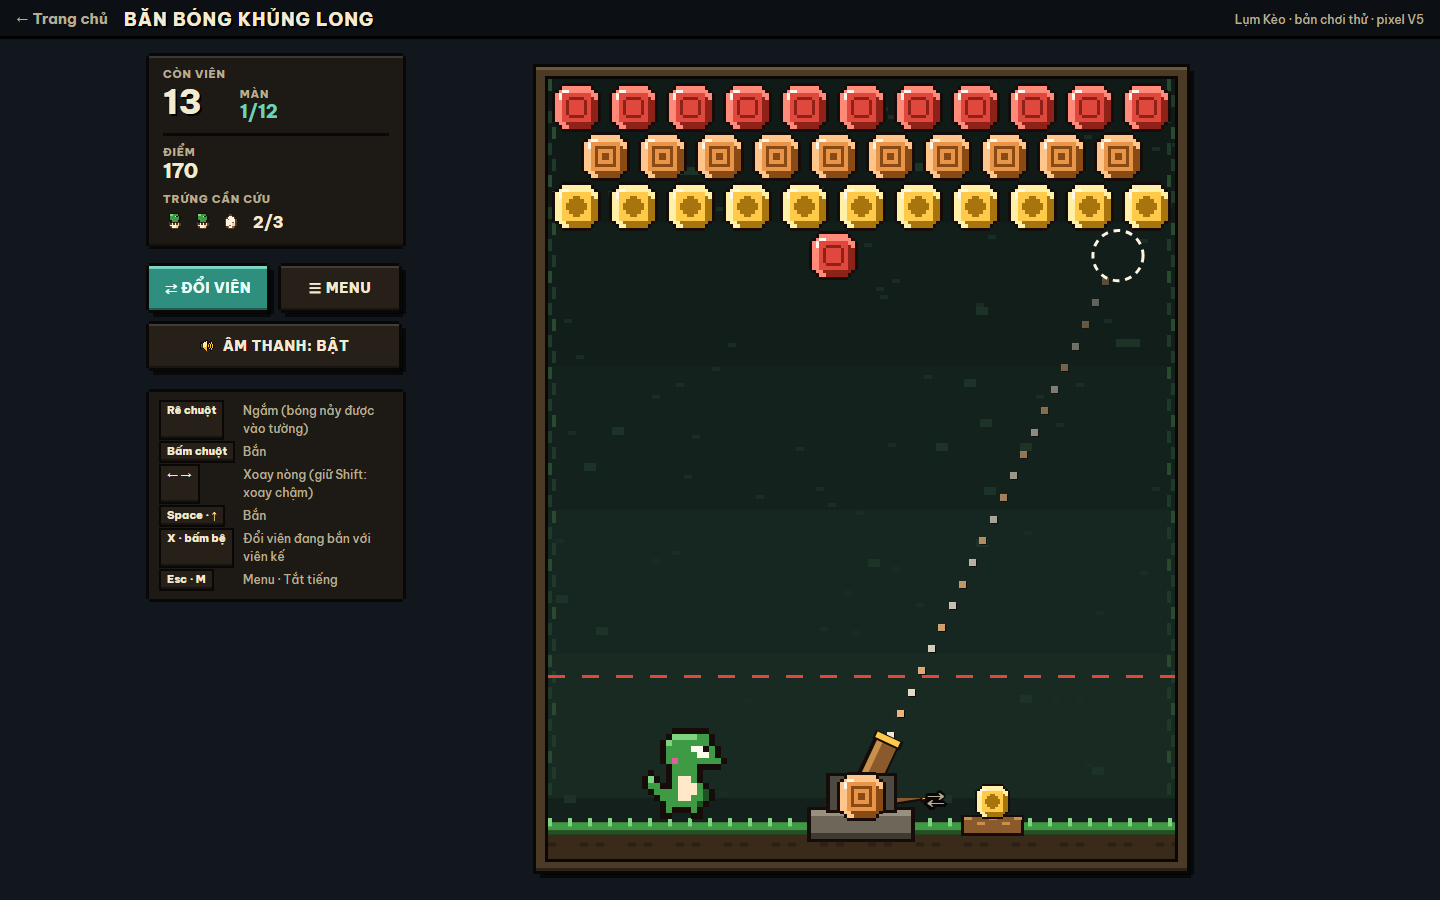 ← Trang chủ BẮN BÓNG KHỦNG LONG
Lụm Kèo · bản chơi thử · pixel V5
CÒN VIÊN
13
MÀN
1/12
ĐIỂM
170
TRỨNG CẦN CỨU
2/3
⇄ ĐỔI VIÊN
☰ MENU
ÂM THANH: BẬT
Rê chuột Ngắm (bóng nảy được
vào tường)
Bấm chuột Bắn
←→ Xoay nòng (giữ Shift:
xoay chậm)
Space · ↑ Bắn
X · bấm bệ Đổi viên đang bắn với
viên kế
Esc · M Menu · Tắt tiếng